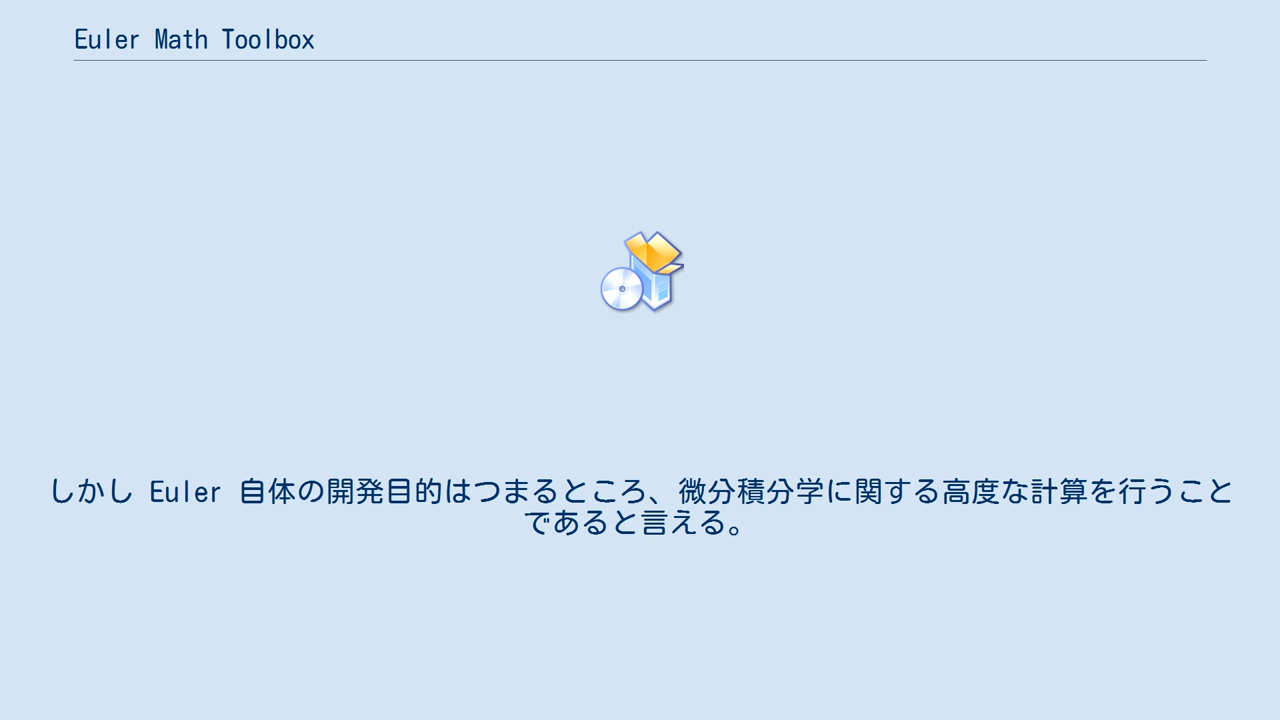 Euler Math Toolbox
しかし Euler 自体の開発目的はつまるところ、微分積分学に関する高度な計算を行うこと
であると言える。